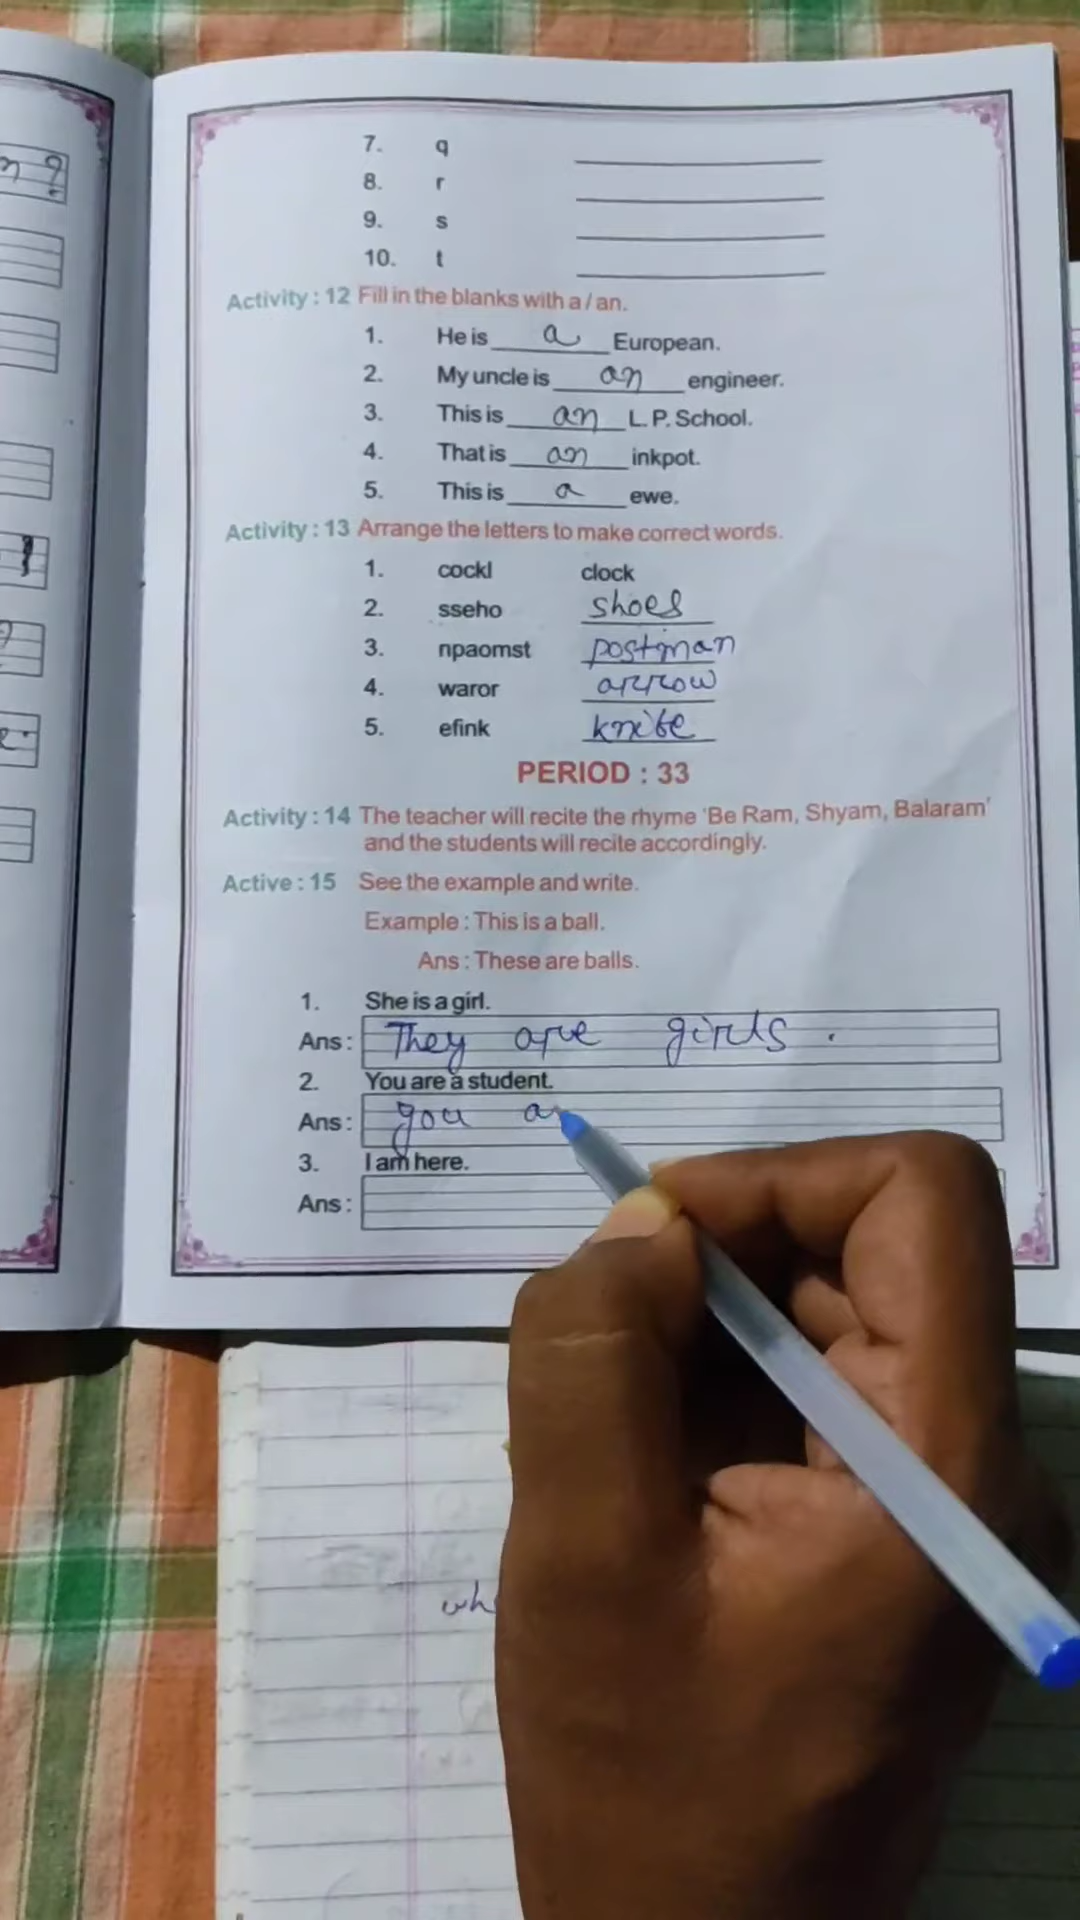 7. q
8. r
9. s
10. t
Activity : 12 Fill in the blanks with a / an.
1. He is a European.
2. My uncle is an engineer.
3. This is an L. P. School.
4. That is an inkpot.
5. This is a ewe.
Activity : 13 Arrange the letters to make correct words.
1. cockl clock
2. sseho shoes
3. npaomst postman
4. waror arrow
5. efink knife
PERIOD : 33
Activity : 14 The teacher will recite the rhyme 'Be Ram, Shyam, Balaram'
and the students will recite accordingly.
Active : 15 See the example and write.
Example : This is a ball.
Ans : These are balls.
1. She is a girl.
Ans : They are girls .
2. You are a student.
Ans : you a
3. I am here.
Ans :
wh